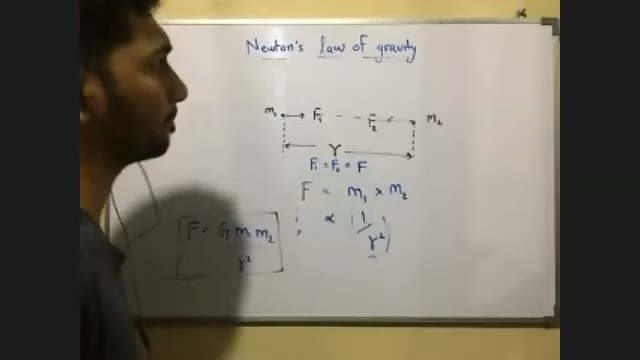 Newton's law of gravity
m₁ F₁ F₂ m₂
r
F₁ = F₂ = F
F ∝ m₁ × m₂
∝ (1/r²)
F = G m₁ m₂ / r²